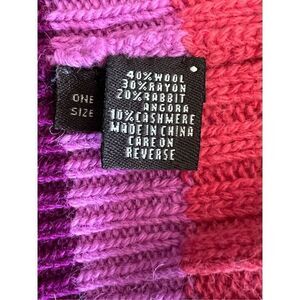 ONE
SIZE
40%WOOL
30%RAYON
20%RABBIT
ANGORA
10%CASHMERE
MADE IN CHINA
CARE ON
REVERSE